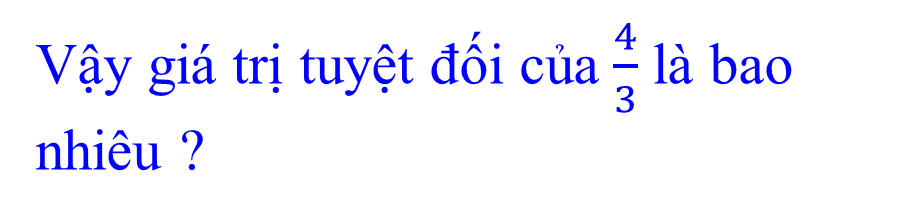 Vậy giá trị tuyệt đối của 4/3 là bao
nhiêu ?